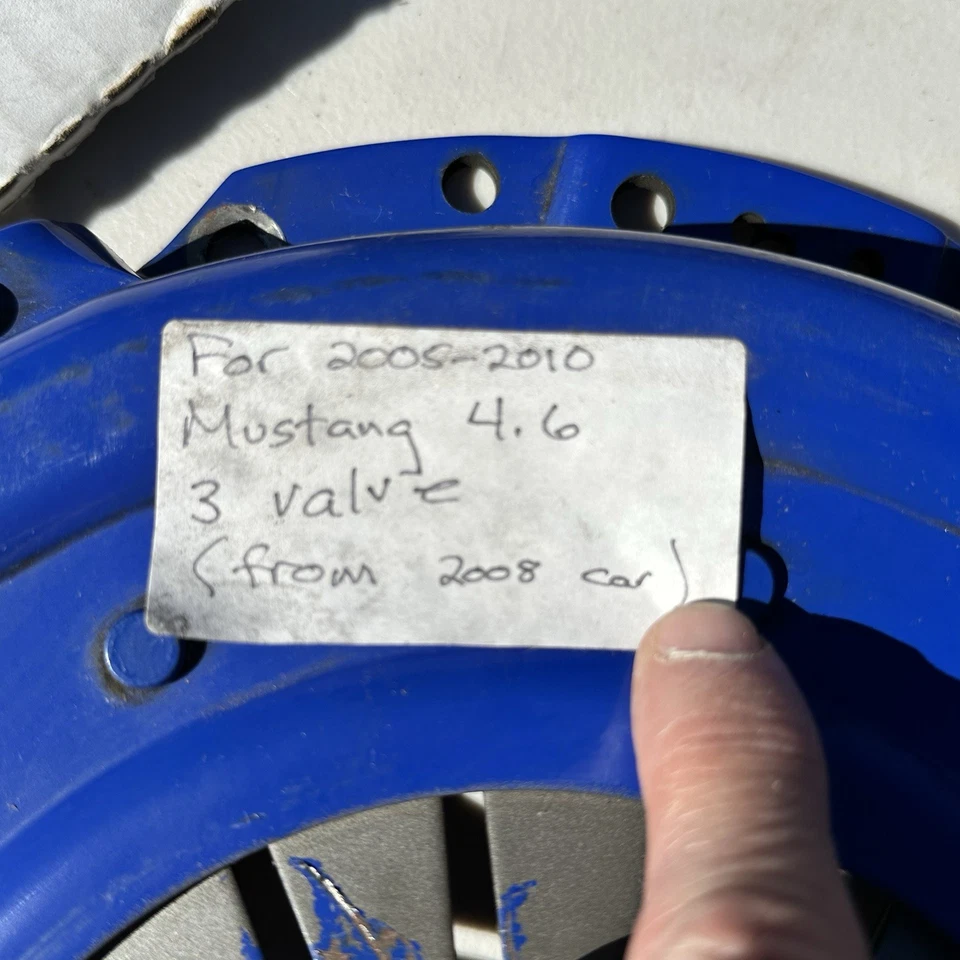 For 2005-2010
Mustang 4.6
3 valve
(from 2008 car)